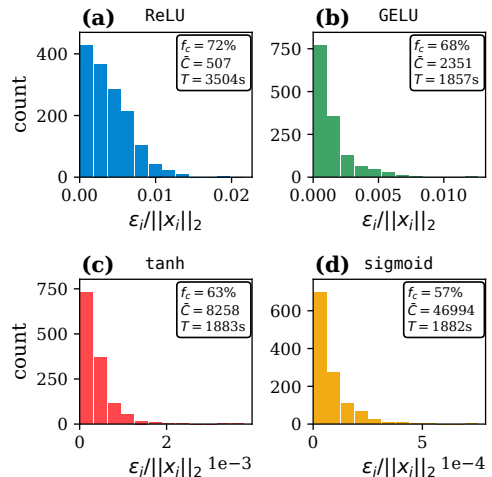 (a) ReLU
f_c = 72%
C̄ = 507
T = 3504s
count
400
200
0
0.00 0.01 0.02
ε_i/||x_i||_2
(b) GELU
f_c = 68%
C̄ = 2351
T = 1857s
750
500
250
0
0.000 0.005 0.010
ε_i/||x_i||_2
(c) tanh
f_c = 63%
C̄ = 8258
T = 1883s
count
750
500
250
0
0 2
ε_i/||x_i||_2 1e−3
(d) sigmoid
f_c = 57%
C̄ = 46994
T = 1882s
600
400
200
0
0 5
ε_i/||x_i||_2 1e−4